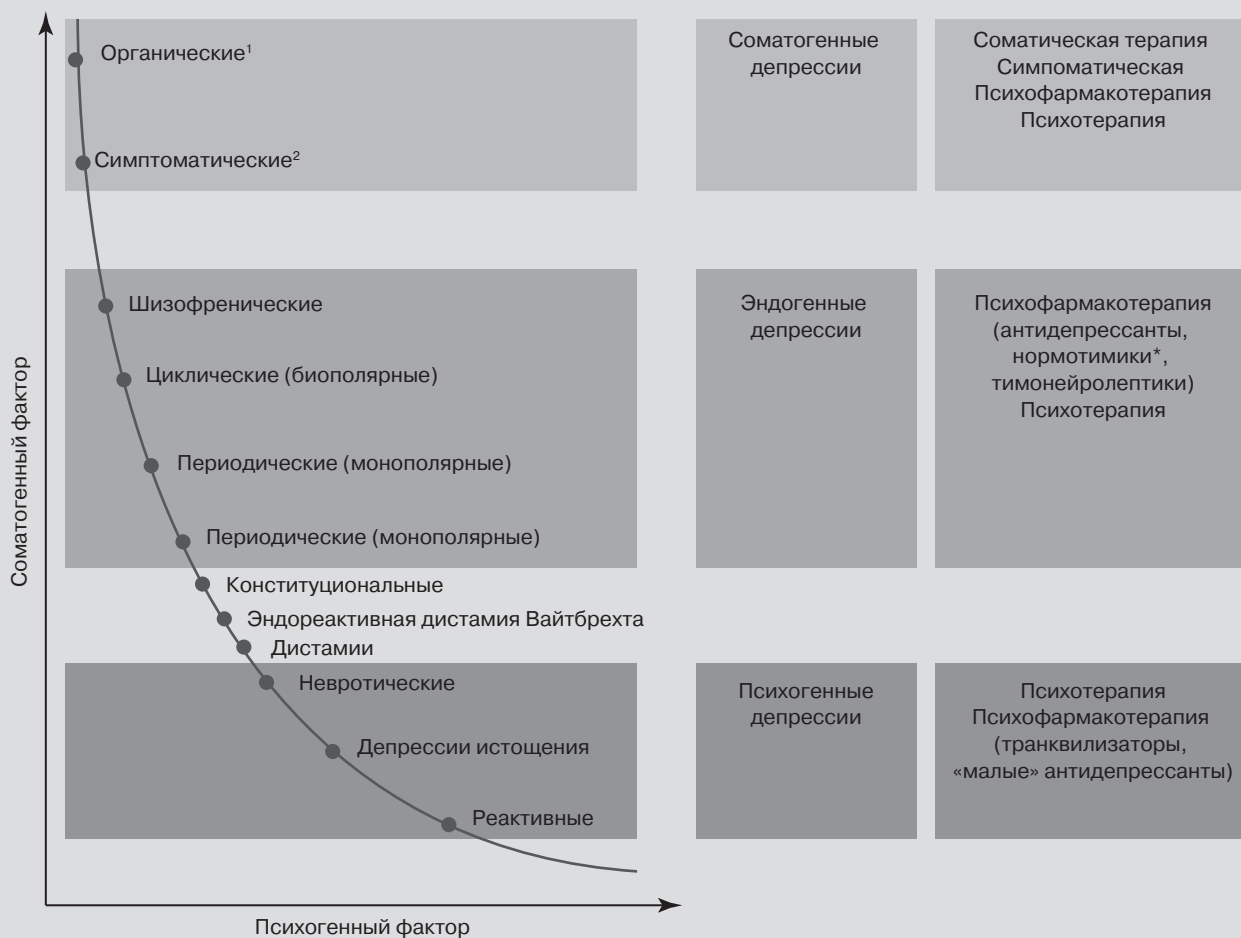 Органические¹
Симптоматические²
Соматогенные
депрессии
Соматическая терапия
Симпоматическая
Психофармакотерапия
Психотерапия
Шизофренические
Циклические (биополярные)
Периодические (монополярные)
Периодические (монополярные)
Эндогенные
депрессии
Психофармакотерапия
(антидепрессанты,
нормотимики*,
тимонейролептики)
Психотерапия
Конституциональные
Эндореактивная дистамия Вайтбрехта
Дистамии
Невротические
Депрессии истощения
Реактивные
Психогенные
депрессии
Психотерапия
Психофармакотерапия
(транквилизаторы,
«малые» антидепрессанты)
Соматогенный фактор
Психогенный фактор